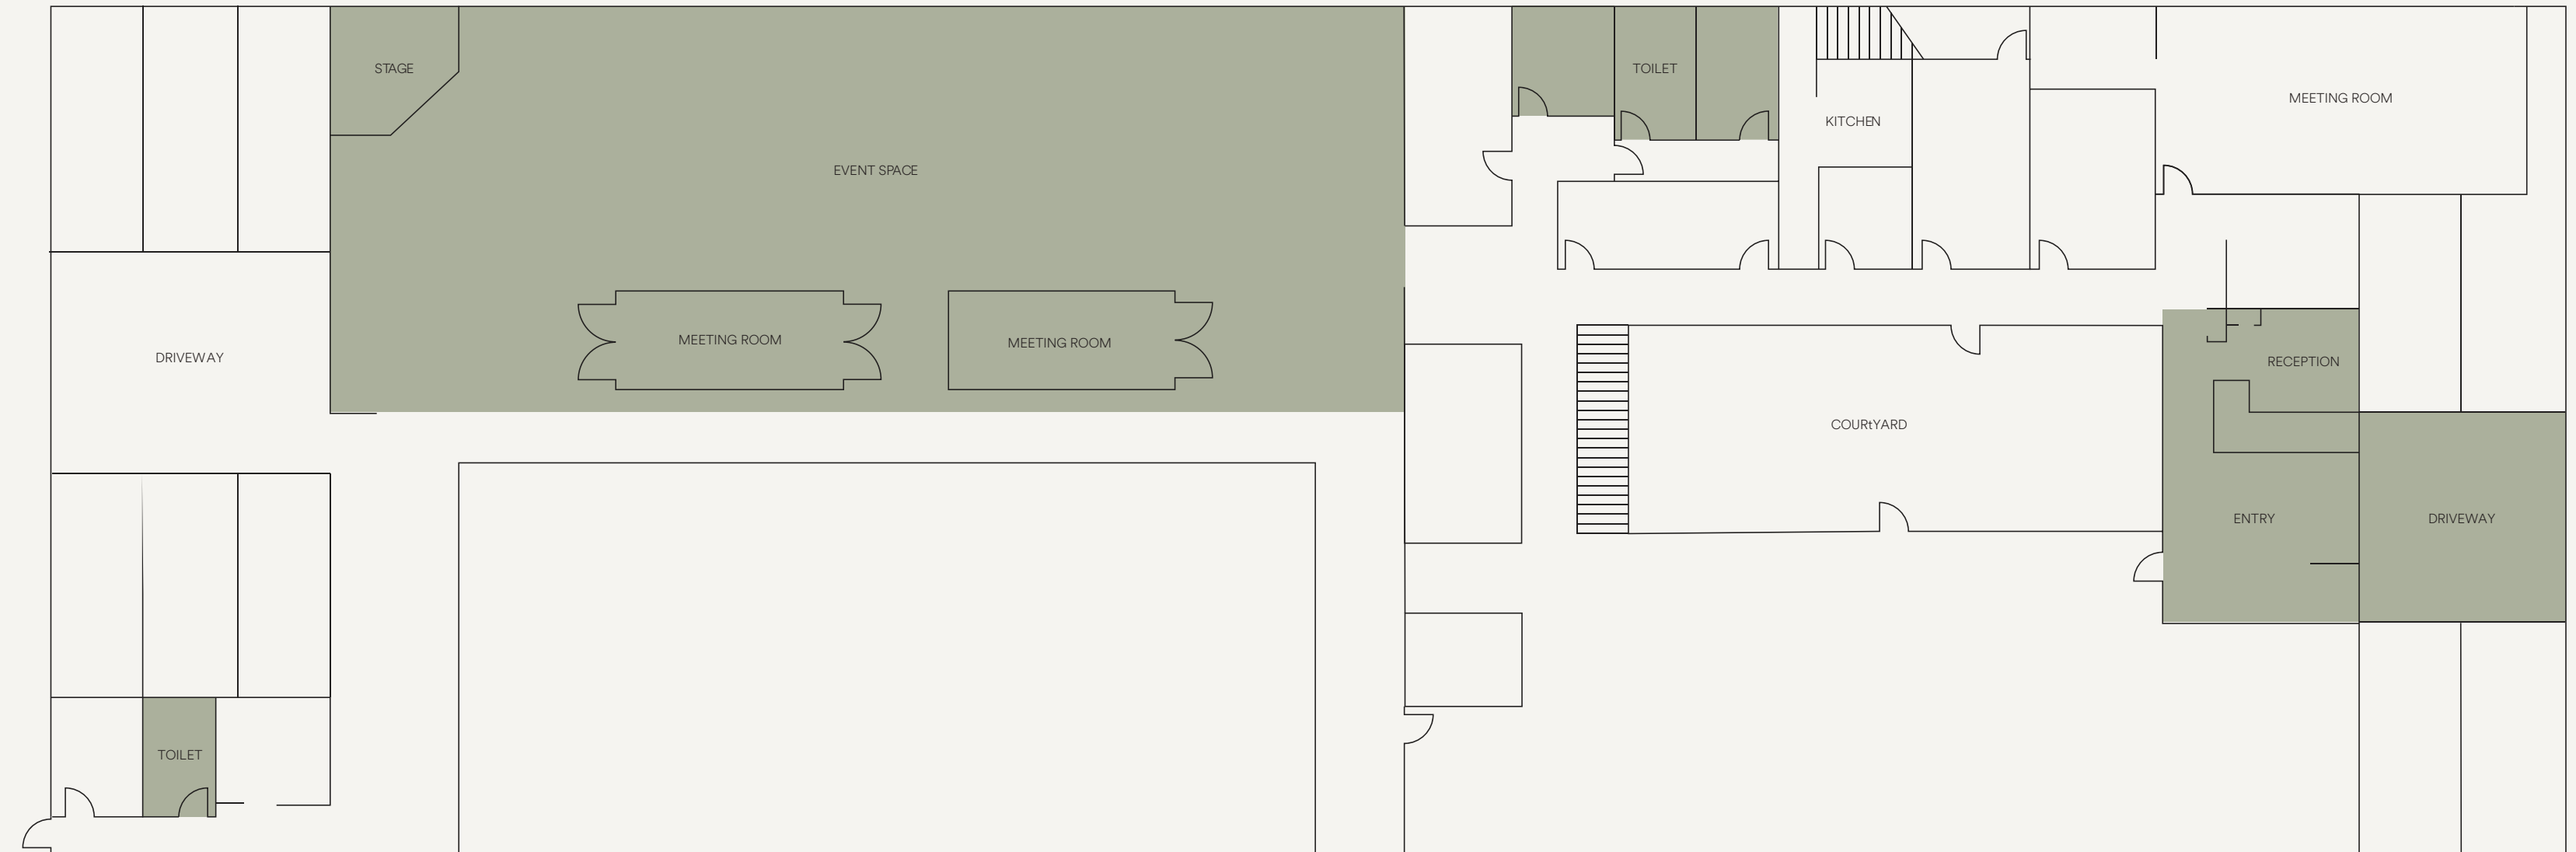 STAGE
TOILET
MEETING ROOM
KITCHEN
EVENT SPACE
MEETING ROOM
MEETING ROOM
DRIVEWAY
RECEPTION
COURtYARD
ENTRY
DRIVEWAY
TOILET